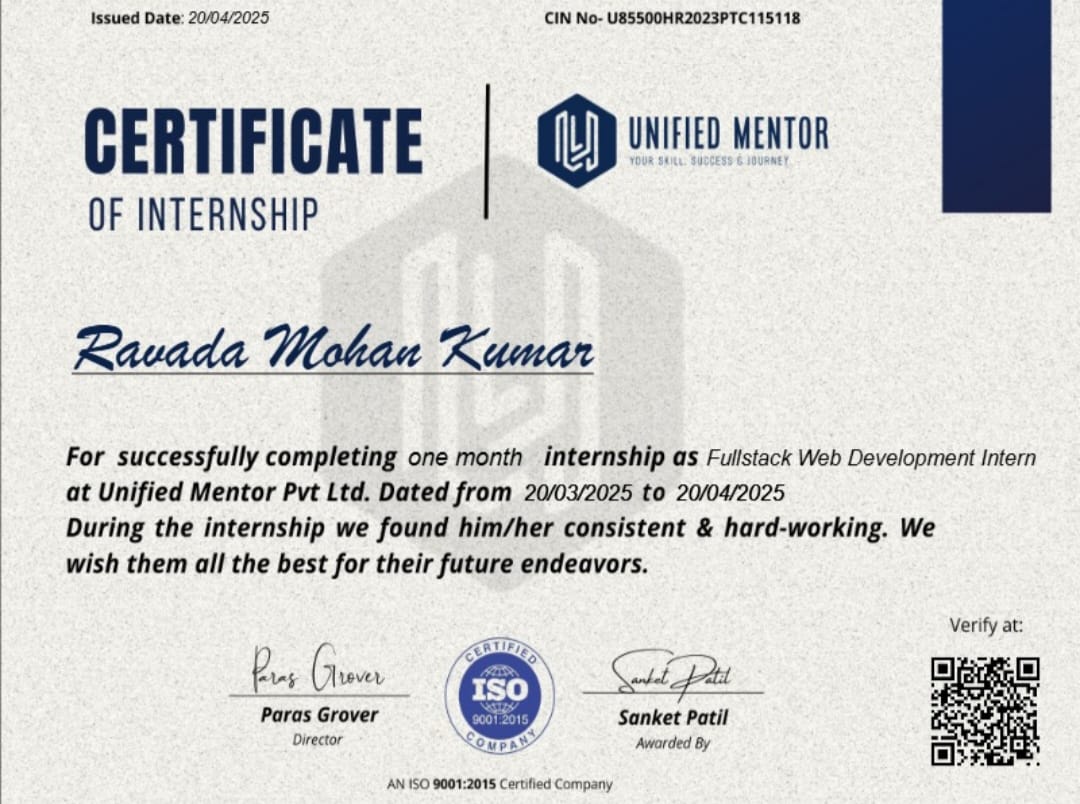 Issued Date: 20/04/2025
CIN No- U85500HR2023PTC115118
CERTIFICATE
OF INTERNSHIP
UNIFIED MENTOR
YOUR SKILL, SUCCESS & JOURNEY
Ravada Mohan Kumar
For successfully completing one month internship as Fullstack Web Development Intern
at Unified Mentor Pvt Ltd. Dated from 20/03/2025 to 20/04/2025
During the internship we found him/her consistent & hard-working. We
wish them all the best for their future endeavors.
Verify at:
Paras Grover
Paras Grover
Director
CERTIFIED
ISO
9001:2015
COMPANY
Sanket Patil
Sanket Patil
Awarded By
AN ISO 9001:2015 Certified Company